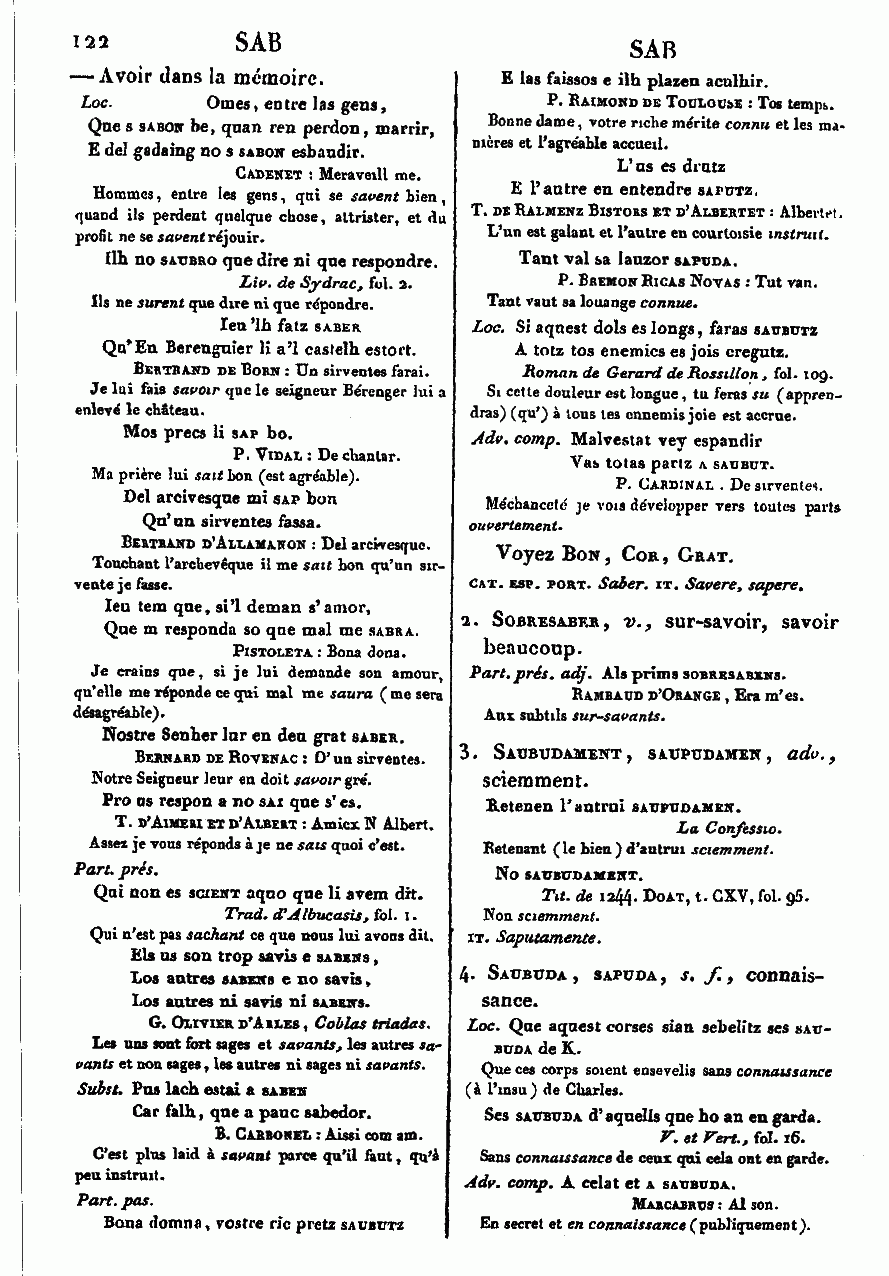 122 SAB
— Avoir dans la mémoire.
Loc. Omes, entre las gens,
Que s SABON be, quan ren perdon, marrir,
E del gadaing no s SABON esbaudir.
CADENET : Meraveill me.
Hommes, entre les gens, qui se savent bien,
quand ils perdent quelque chose, attrister, et du
profit ne se savent réjouir.
Ilh no SAUBRO que dire ni que respondre.
Liv. de Sydrac, fol. 2.
Ils ne surent que dire ni que répondre.
Ieu 'lh fatz SABER
Qu'En Berenguier li a'l castelh estort.
BERTRAND DE BORN : Un sirventes farai.
Je lui fais savoir que le seigneur Bérenger lui a
enlevé le château.
Mos precs li SAP bo.
P. VIDAL : De chantar.
Ma prière lui sait bon (est agréable).
Del arcivesque mi SAP bon
Qu'un sirventes fassa.
BERTRAND D'ALLAMANON : Del arcivesque.
Touchant l'archevêque il me sait bon qu'un sir-
vente je fasse.
Ieu tem que, si'l deman s'amor,
Que m responda so que mal me SABRA.
PISTOLETA : Bona dona.
Je crains que, si je lui demande son amour,
qu'elle me réponde ce qui mal me saura (me sera
désagréable).
Nostre Senher lur en deu grat SABER.
BERNARD DE ROVENAC : D'un sirventes.
Notre Seigneur leur en doit savoir gré.
Pro us respon a no SAI que s'es.
T. D'AIMERI ET D'ALBERT : Amicx N Albert.
Assez je vous réponds à je ne sais quoi c'est.
Part. prés.
Qui non es SCIENT aquo que li avem dit.
Trad. d'Albucasis, fol. 1.
Qui n'est pas sachant ce que nous lui avons dit.
Els us son trop savis e SABENS,
Los autres SABENS e no savis,
Los autres ni savis ni SABENS.
G. OLIVIER D'ARLES, Coblas triadas.
Les uns sont fort sages et savants, les autres sa-
vants et non sages, les autres ni sages ni savants.
Subst. Pus lach estai a SABEN
Car falh, que a pauc sabedor.
B. CARBONEL : Aissi com am.
C'est plus laid à savant parce qu'il faut, qu'à
peu instruit.
Part. pas.
Bona domna, vostre ric pretz SAUBUTZ
SAB
E las faissos e ilh plazen aculhir.
P. RAIMOND DE TOULOUSE : Tos temps.
Bonne dame, votre riche mérite connu et les ma-
nières et l'agréable accueil.
L'us es drutz
E l'autre en entendre SAPUTZ.
T. DE RALMENZ BISTORS ET D'ALBERTET : Albertet.
L'un est galant et l'autre en courtoisie instruit.
Tant val sa lauzor SAPUDA.
P. BREMON RICAS NOVAS : Tut van.
Tant vaut sa louange connue.
Loc. Si aquest dols es longs, faras SAUBUTZ
A totz tos enemics es jois cregutz.
Roman de Gerard de Rossillon, fol. 109.
Si cette douleur est longue, tu feras su (appren-
dras) (qu') à tous tes ennemis joie est accrue.
Adv. comp. Malvestat vey espandir
Vas totas partz A SAUBUT.
P. CARDINAL . De sirventes.
Méchanceté je vois développer vers toutes parts
ouvertement.
Voyez BON, COR, GRAT.
CAT. ESP. PORT. Saber. IT. Savere, sapere.
2. SOBRESABER, v., sur-savoir, savoir
beaucoup.
Part. prés. adj. Als prims SOBRESABENS.
RAMBAUD D'ORANGE, Era m'es.
Aux subtils sur-savants.
3. SAUBUDAMENT, SAUPUDAMEN, adv.,
sciemment.
Retenen l'autrui SAUPUDAMEN.
La Confessio.
Retenant (le bien) d'autrui sciemment.
No SAUBUDAMENT.
Tit. de 1244. DOAT, t. CXV, fol. 95.
Non sciemment.
IT. Saputamente.
4. SAUBUDA, SAPUDA, s. f., connais-
sance.
Loc. Que aquest corses sian sebelitz ses SAU-
BUDA de K.
Que ces corps soient ensevelis sans connaissance
(à l'insu) de Charles.
Ses SAUBUDA d'aquells que ho an en garda.
V. et Vert., fol. 16.
Sans connaissance de ceux qui cela ont en garde.
Adv. comp. A celat et A SAUBUDA.
MARCABRUS : Al son.
En secret et en connaissance (publiquement).